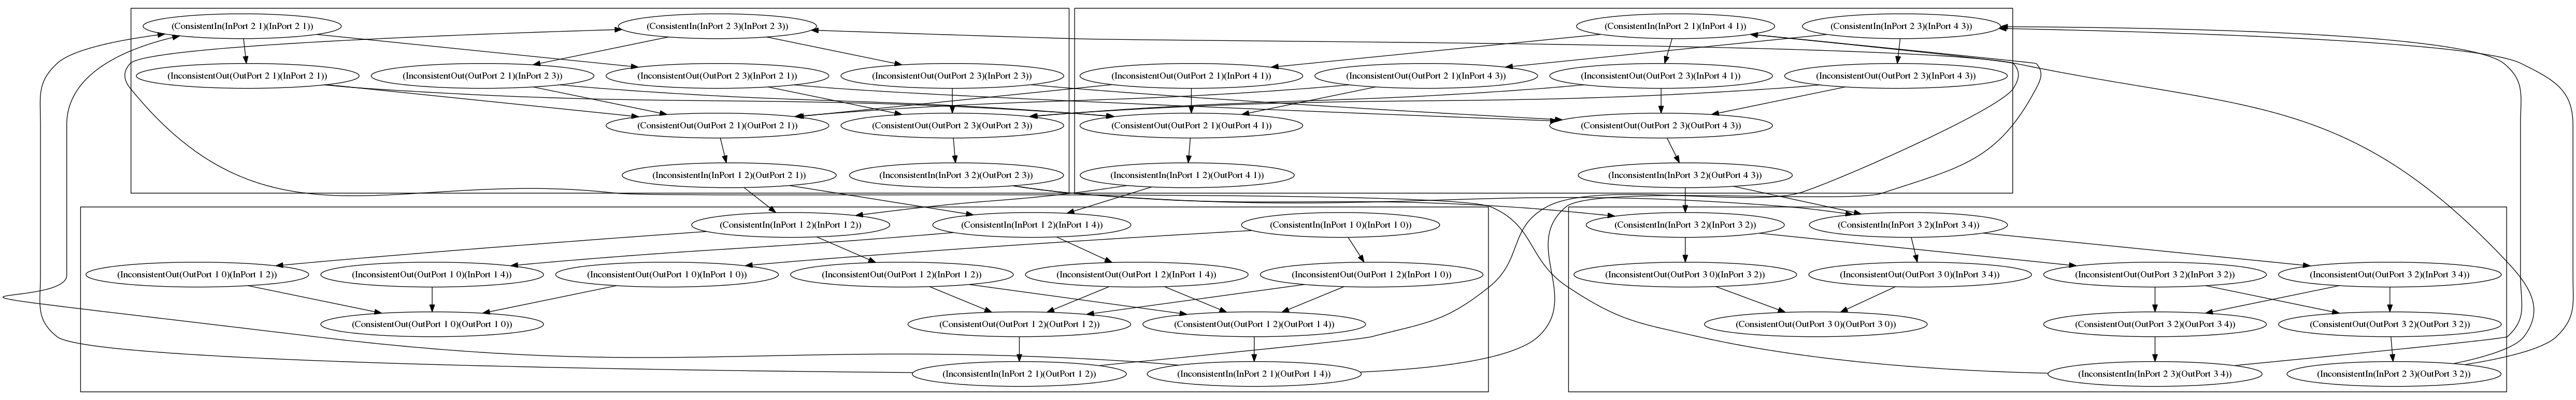 (ConsistentIn(InPort 2 1)(InPort 2 1))
(ConsistentIn(InPort 2 3)(InPort 2 3))
(ConsistentIn(InPort 2 1)(InPort 4 1))
(ConsistentIn(InPort 2 3)(InPort 4 3))
(InconsistentOut(OutPort 2 1)(InPort 2 1))
(InconsistentOut(OutPort 2 1)(InPort 2 3))
(InconsistentOut(OutPort 2 3)(InPort 2 1))
(InconsistentOut(OutPort 2 3)(InPort 2 3))
(InconsistentOut(OutPort 2 1)(InPort 4 1))
(InconsistentOut(OutPort 2 1)(InPort 4 3))
(InconsistentOut(OutPort 2 3)(InPort 4 1))
(InconsistentOut(OutPort 2 3)(InPort 4 3))
(ConsistentOut(OutPort 2 1)(OutPort 2 1))
(ConsistentOut(OutPort 2 3)(OutPort 2 3))
(ConsistentOut(OutPort 2 1)(OutPort 4 1))
(ConsistentOut(OutPort 2 3)(OutPort 4 3))
(InconsistentIn(InPort 1 2)(OutPort 2 1))
(InconsistentIn(InPort 3 2)(OutPort 2 3))
(InconsistentIn(InPort 1 2)(OutPort 4 1))
(InconsistentIn(InPort 3 2)(OutPort 4 3))
(ConsistentIn(InPort 1 2)(InPort 1 2))
(ConsistentIn(InPort 1 2)(InPort 1 4))
(ConsistentIn(InPort 1 0)(InPort 1 0))
(ConsistentIn(InPort 3 2)(InPort 3 2))
(ConsistentIn(InPort 3 2)(InPort 3 4))
(InconsistentOut(OutPort 1 0)(InPort 1 2))
(InconsistentOut(OutPort 1 0)(InPort 1 4))
(InconsistentOut(OutPort 1 0)(InPort 1 0))
(InconsistentOut(OutPort 1 2)(InPort 1 2))
(InconsistentOut(OutPort 1 2)(InPort 1 4))
(InconsistentOut(OutPort 1 2)(InPort 1 0))
(InconsistentOut(OutPort 3 0)(InPort 3 2))
(InconsistentOut(OutPort 3 0)(InPort 3 4))
(InconsistentOut(OutPort 3 2)(InPort 3 2))
(InconsistentOut(OutPort 3 2)(InPort 3 4))
(ConsistentOut(OutPort 1 0)(OutPort 1 0))
(ConsistentOut(OutPort 1 2)(OutPort 1 2))
(ConsistentOut(OutPort 1 2)(OutPort 1 4))
(ConsistentOut(OutPort 3 0)(OutPort 3 0))
(ConsistentOut(OutPort 3 2)(OutPort 3 4))
(ConsistentOut(OutPort 3 2)(OutPort 3 2))
(InconsistentIn(InPort 2 1)(OutPort 1 2))
(InconsistentIn(InPort 2 1)(OutPort 1 4))
(InconsistentIn(InPort 2 3)(OutPort 3 4))
(InconsistentIn(InPort 2 3)(OutPort 3 2))